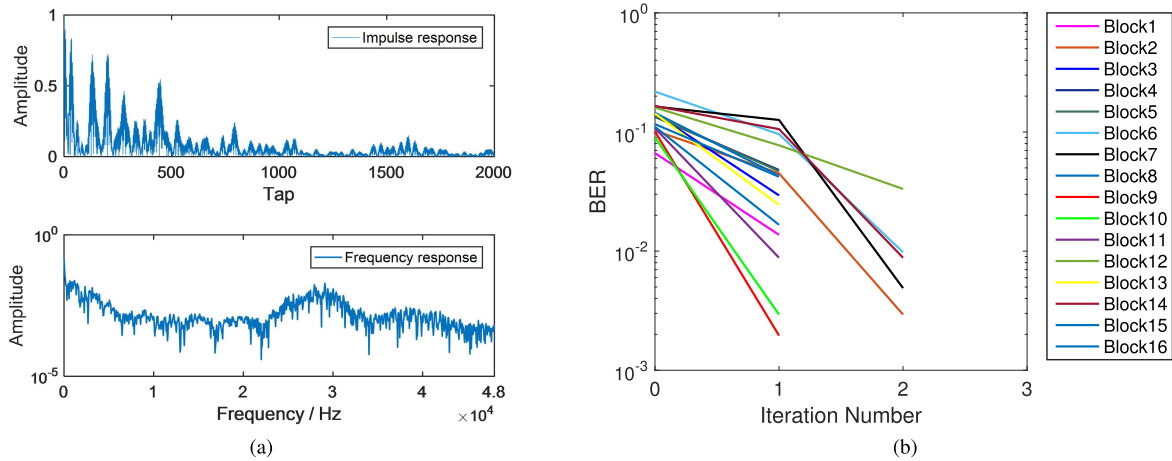 1
0.5
0
Amplitude
Impulse response
0
500
1000
1500
2000
Tap
10^0
10^-5
Amplitude
Frequency response
0
1
2
3
4
4.8
×10^4
Frequency / Hz
(a)
10^0
10^-1
10^-2
10^-3
BER
0
1
2
3
Iteration Number
Block1
Block2
Block3
Block4
Block5
Block6
Block7
Block8
Block9
Block10
Block11
Block12
Block13
Block14
Block15
Block16
(b)